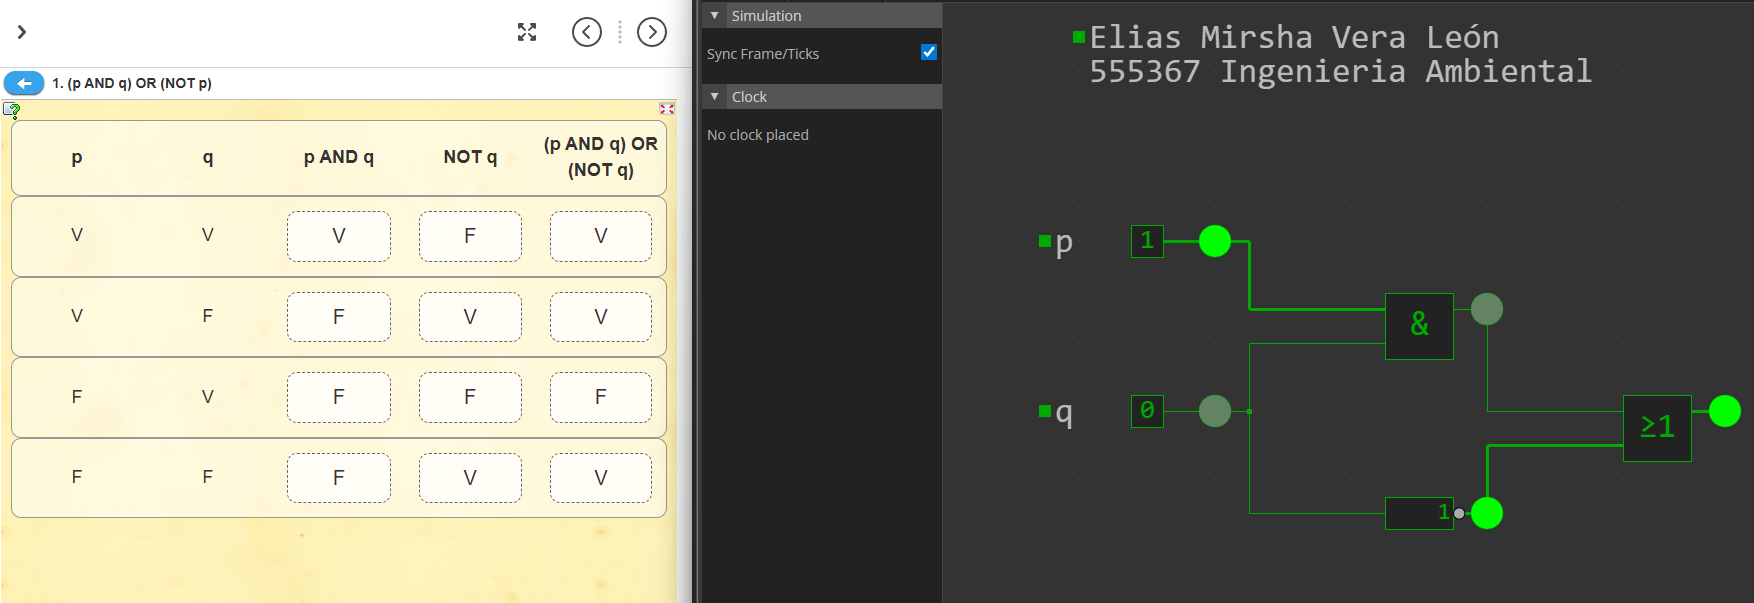 1. (p AND q) OR (NOT p)
p q p AND q NOT q (p AND q) OR
(NOT q)
V V V F V
V F F V V
F V F F F
F F F V V
Simulation
Sync Frame/Ticks
Clock
No clock placed
Elias Mirsha Vera León
555367 Ingenieria Ambiental
p 1
&
q 0
≥1
1